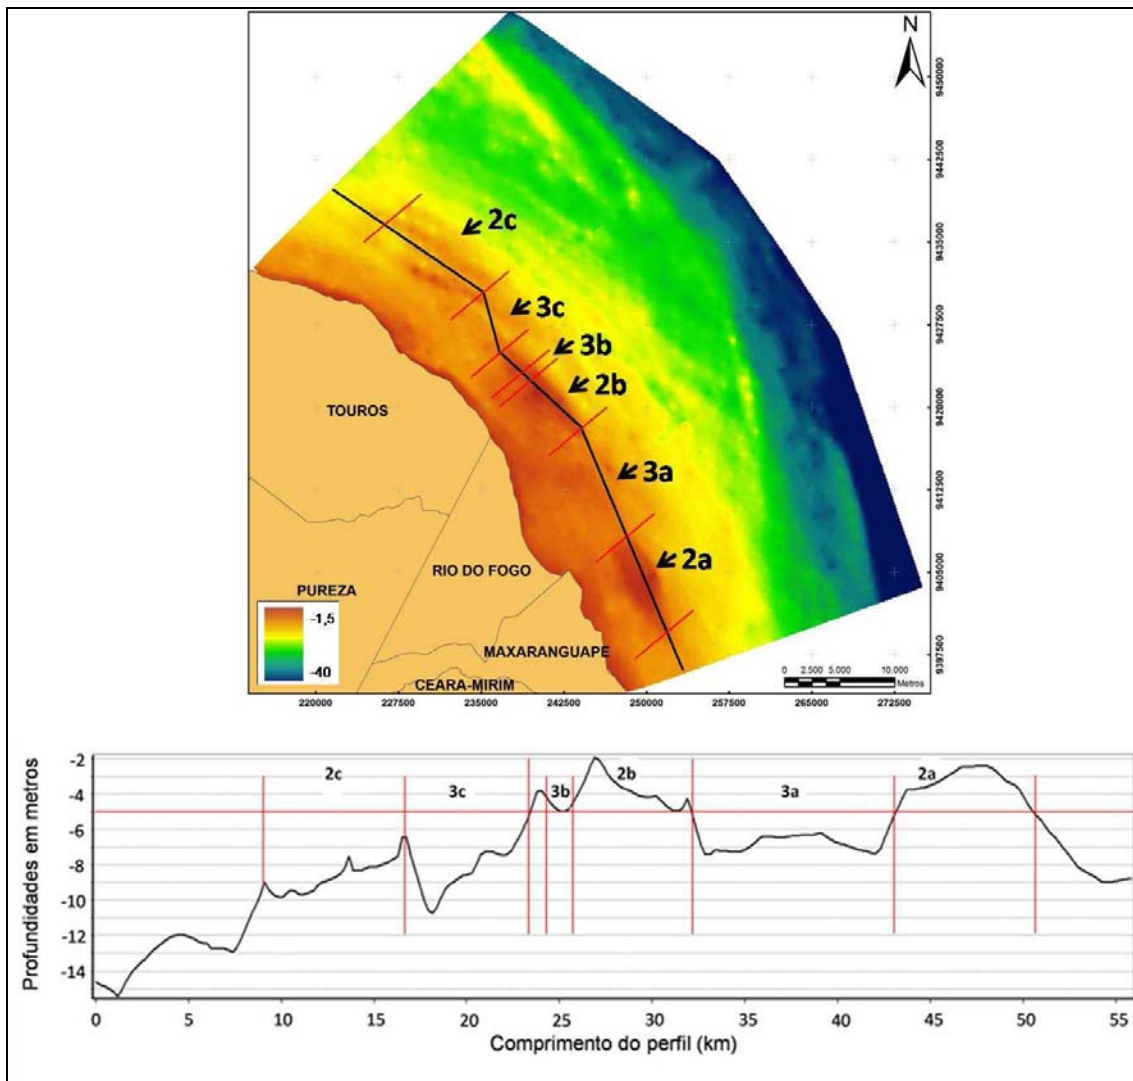 N
9450000
9442500
9435000
9427500
9420000
9412500
9405000
9397500
2c
3c
3b
2b
3a
2a
TOUROS
RIO DO FOGO
PUREZA
MAXARANGUAPE
CEARA-MIRIM
-1,5
-40
0 2.500 5.000 10.000
Metros
220000 227500 235000 242500 250000 257500 265000 272500
Profundidades em metros
-2
-4
-6
-8
-10
-12
-14
2c 3c 3b 2b 3a 2a
0 5 10 15 20 25 30 35 40 45 50 55
Comprimento do perfil (km)